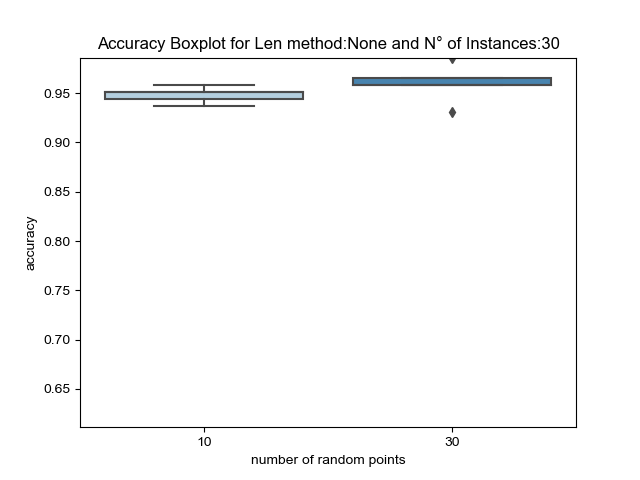 Accuracy Boxplot for Len method:None and N° of Instances:30
0.95
0.90
0.85
0.80
0.75
0.70
0.65
accuracy
10 30
number of random points